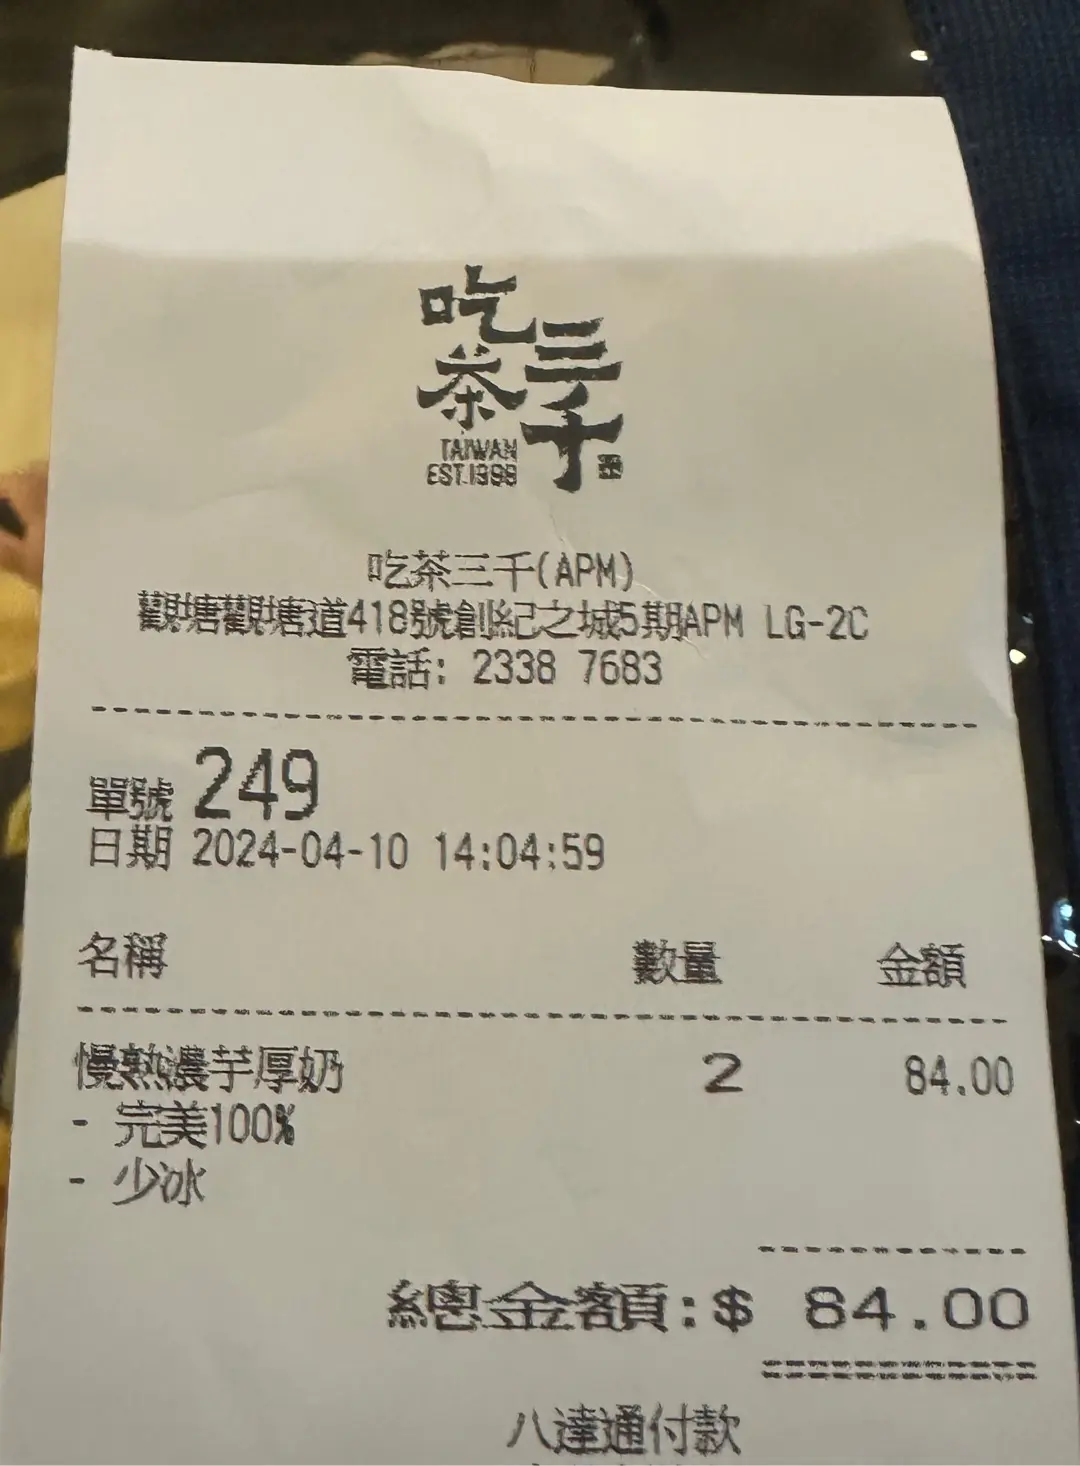 吃茶三千
TAIWAN
EST.1998
吃茶三千(APM)
觀塘觀塘道418號創紀之城5期APM LG-2C
電話: 2338 7683
單號 249
日期 2024-04-10 14:04:59
名稱 數量 金額
慢熟濃芋厚奶 2 84.00
- 完美100%
- 少冰
總金額:$ 84.00
八達通付款